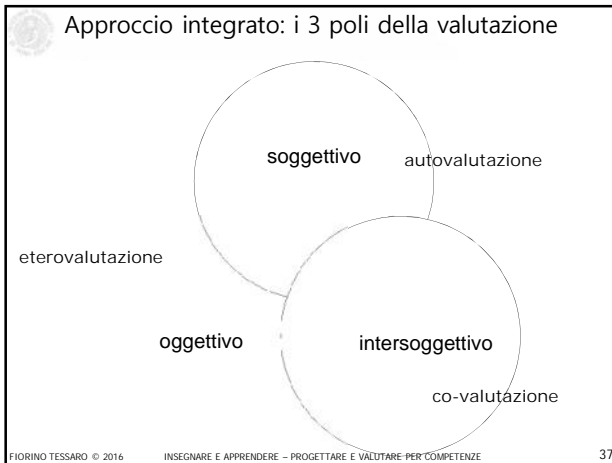 Approccio integrato: i 3 poli della valutazione
soggettivo
autovalutazione
eterovalutazione
oggettivo
intersoggettivo
co-valutazione
FIORINO TESSARO © 2016 INSEGNARE E APPRENDERE – PROGETTARE E VALUTARE PER COMPETENZE 37